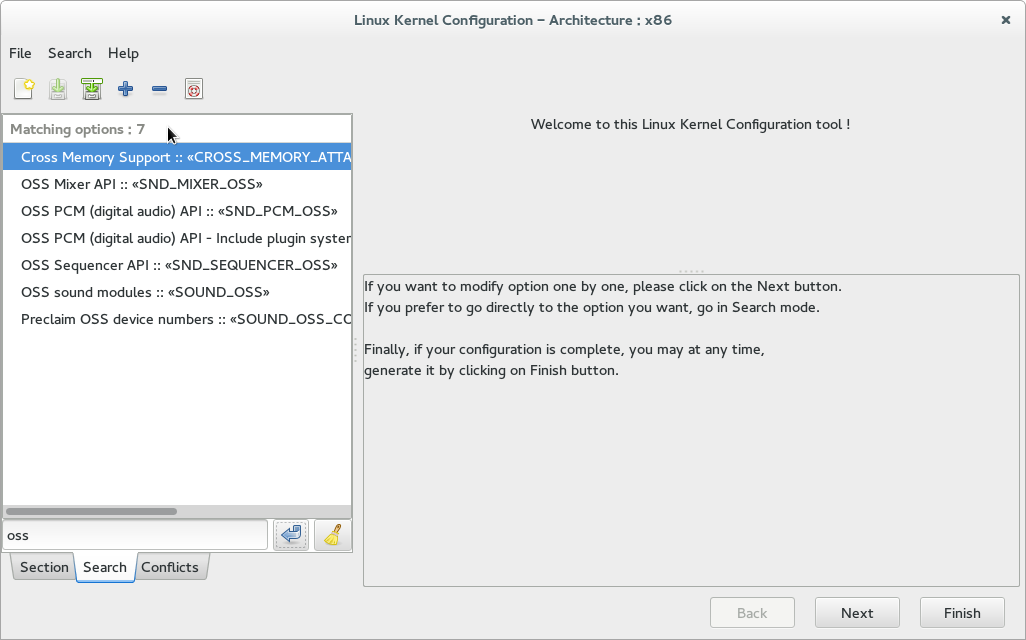 Linux Kernel Configuration – Architecture : x86
File Search Help
Matching options : 7
Cross Memory Support :: «CROSS_MEMORY_ATTA
OSS Mixer API :: «SND_MIXER_OSS»
OSS PCM (digital audio) API :: «SND_PCM_OSS»
OSS PCM (digital audio) API - Include plugin syster
OSS Sequencer API :: «SND_SEQUENCER_OSS»
OSS sound modules :: «SOUND_OSS»
Preclaim OSS device numbers :: «SOUND_OSS_CO
oss
Section Search Conflicts
Welcome to this Linux Kernel Configuration tool !
If you want to modify option one by one, please click on the Next button.
If you prefer to go directly to the option you want, go in Search mode.
Finally, if your configuration is complete, you may at any time,
generate it by clicking on Finish button.
Back Next Finish